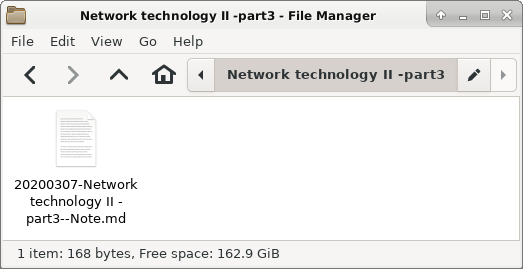 Network technology II -part3 - File Manager
File Edit View Go Help
Network technology II -part3
20200307-Network
technology II -
part3--Note.md
1 item: 168 bytes, Free space: 162.9 GiB